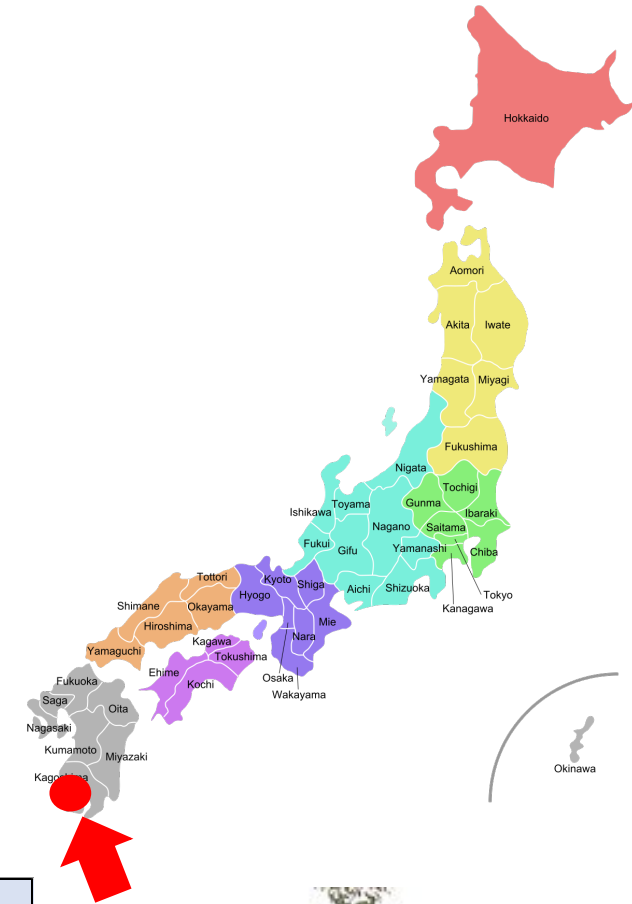 Hokkaido
Aomori
Akita
Iwate
Yamagata
Miyagi
Fukushima
Nigata
Tochigi
Gunma
Toyama
Ishikawa
Ibaraki
Nagano
Saitama
Fukui
Gifu
Yamanashi
Chiba
Tottori
Kyoto
Shiga
Aichi
Shizuoka
Tokyo
Hyogo
Kanagawa
Shimane
Okayama
Hiroshima
Mie
Nara
Kagawa
Yamaguchi
Tokushima
Ehime
Osaka
Fukuoka
Kochi
Wakayama
Saga
Oita
Nagasaki
Kumamoto
Miyazaki
Okinawa
Kagoshima